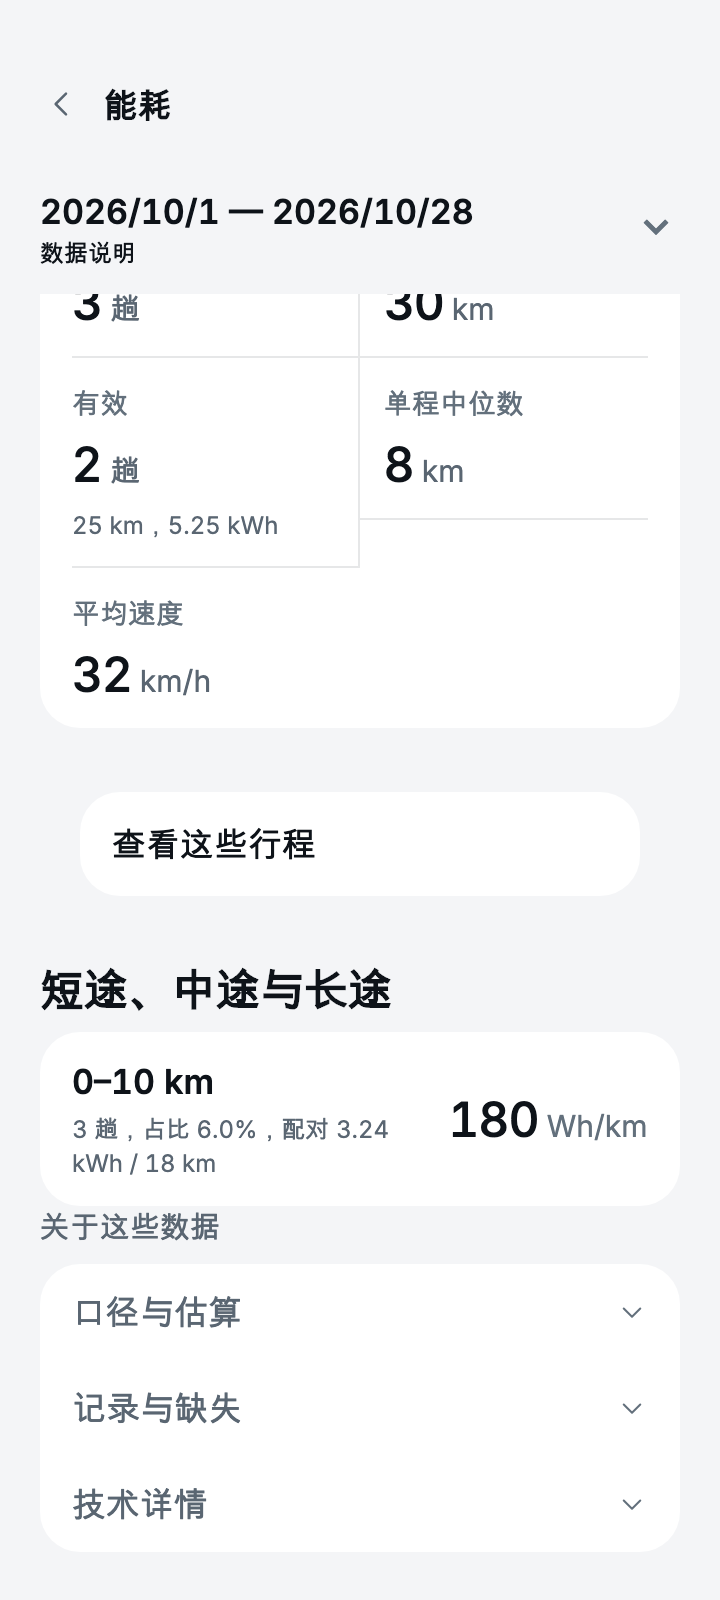 能耗
2026/10/1 — 2026/10/28
数据说明
3 趟
30 km
有效
2 趟
25 km，5.25 kWh
单程中位数
8 km
平均速度
32 km/h
查看这些行程
短途、中途与长途
0–10 km
3 趟，占比 6.0%，配对 3.24
kWh / 18 km
180 Wh/km
关于这些数据
口径与估算
记录与缺失
技术详情